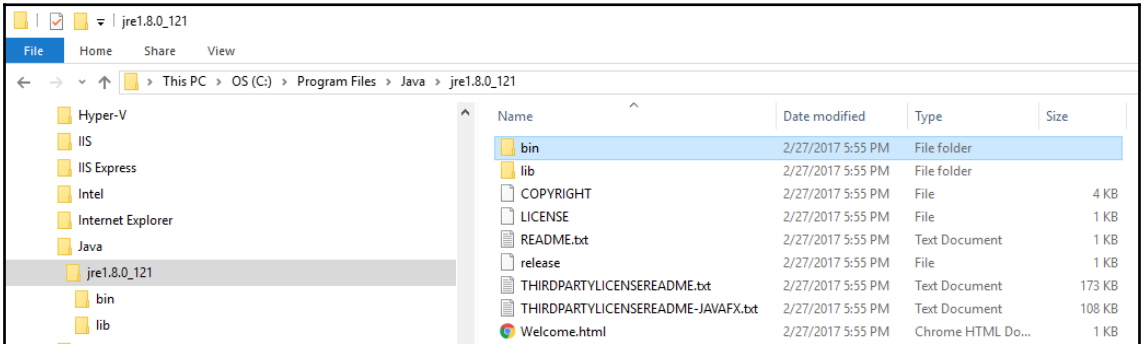 jre1.8.0_121
File Home Share View
This PC > OS (C:) > Program Files > Java > jre1.8.0_121
Hyper-V
IIS
IIS Express
Intel
Internet Explorer
Java
jre1.8.0_121
bin
lib
Name Date modified Type Size
bin 2/27/2017 5:55 PM File folder
lib 2/27/2017 5:55 PM File folder
COPYRIGHT 2/27/2017 5:55 PM File 4 KB
LICENSE 2/27/2017 5:55 PM File 1 KB
README.txt 2/27/2017 5:55 PM Text Document 1 KB
release 2/27/2017 5:55 PM File 1 KB
THIRDPARTYLICENSEREADME.txt 2/27/2017 5:55 PM Text Document 173 KB
THIRDPARTYLICENSEREADME-JAVAFX.txt 2/27/2017 5:55 PM Text Document 108 KB
Welcome.html 2/27/2017 5:55 PM Chrome HTML Do... 1 KB